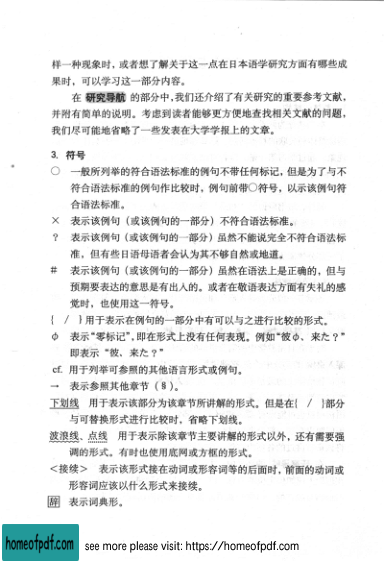 样一种现象时，或者想了解关于这一点在日本语学研究方面有哪些成
果时，可以学习这一部分内容。
在 研究导航 的部分中，我们还介绍了有关研究的重要参考文献，
并附有简单的说明。考虑到读者能够更方便地查找相关文献的问题，
我们尽可能地省略了一些发表在大学学报上的文章。
3. 符号
○ 一般所列举的符合语法标准的例句不带任何标记，但是为了与不
符合语法标准的例句作比较时，例句前带○符号，以示该例句符
合语法标准。
× 表示该例句（或该例句的一部分）不符合语法标准。
? 表示该例句（或该例句的一部分）虽然不能说完全不符合语法标
准，但有些日语母语者会认为其不够自然或地道。
# 表示该例句（或该例句的一部分）虽然在语法上是正确的，但与
预期要表达的意思是有出入的。或者在敬语表达方面有失礼的感
觉时，也使用这一符号。
{ / } 用于表示在例句的一部分中有可以与之进行比较的形式。
φ 表示“零标记”，即在形式上没有任何表现。例如“彼φ、来た？”
即表示“彼、来た？”
cf. 用于列举可参照的其他语言形式或例句。
→ 表示参照其他章节（§）。
下划线 用于表示该部分为该章节所讲解的形式。但是在{ / }部分
与可替换形式进行比较时，省略下划线。
波浪线、点线 用于表示除该章节主要讲解的形式以外，还有需要强
调的形式。有时也使用底网或方框的形式。
<接续> 表示该形式接在动词或形容词等的后面时，前面的动词或
形容词应该以什么形式来接续。
辞 表示词典形。
homeofpdf.com see more please visit: https://homeofpdf.com